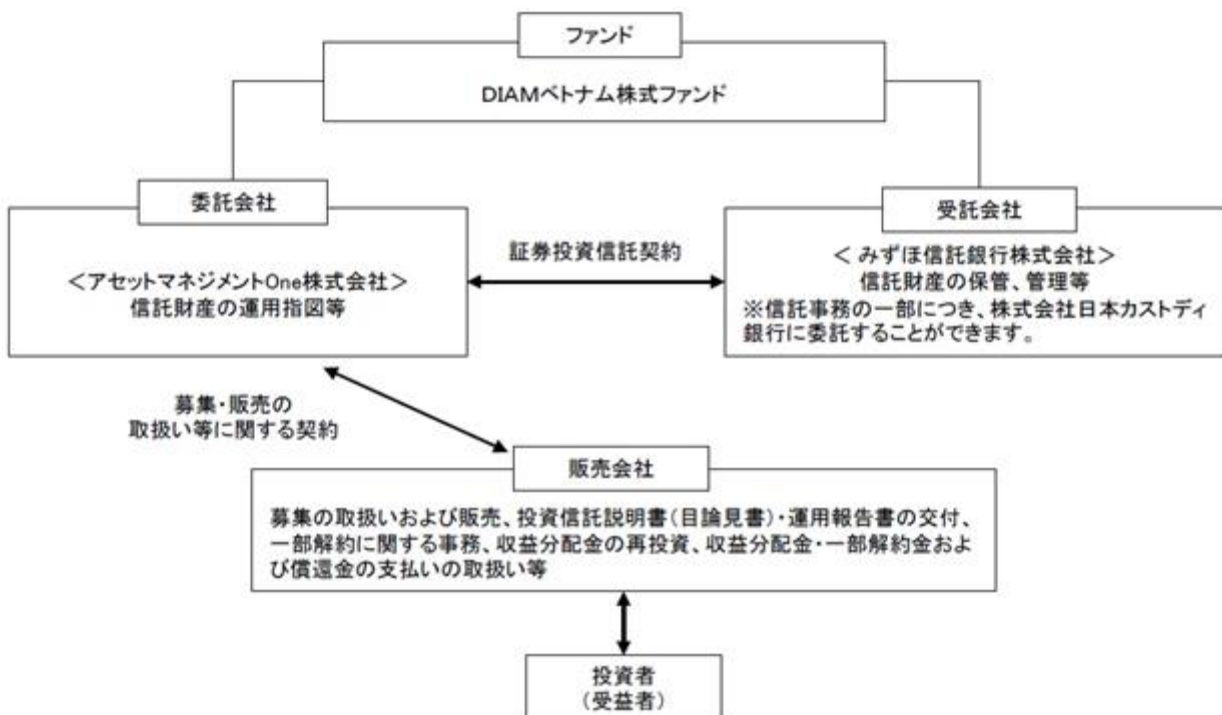 ファンド
DIAMベトナム株式ファンド
委託会社
<アセットマネジメントOne株式会社>
信託財産の運用指図等
証券投資信託契約
受託会社
< みずほ信託銀行株式会社>
信託財産の保管、管理等
※信託事務の一部につき、株式会社日本カストディ
銀行に委託することができます。
募集・販売の
取扱い等に関する契約
販売会社
募集の取扱いおよび販売、投資信託説明書(目論見書)・運用報告書の交付、
一部解約に関する事務、収益分配金の再投資、収益分配金・一部解約金およ
び償還金の支払いの取扱い等
投資者
(受益者)